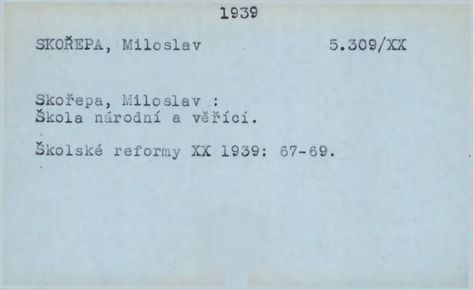 1939
SKOŘEPA, Miloslav 5.309/XX
Skořepa, Miloslav :
Škola národní a věřící.
Školské reformy XX 1939: 67-69.